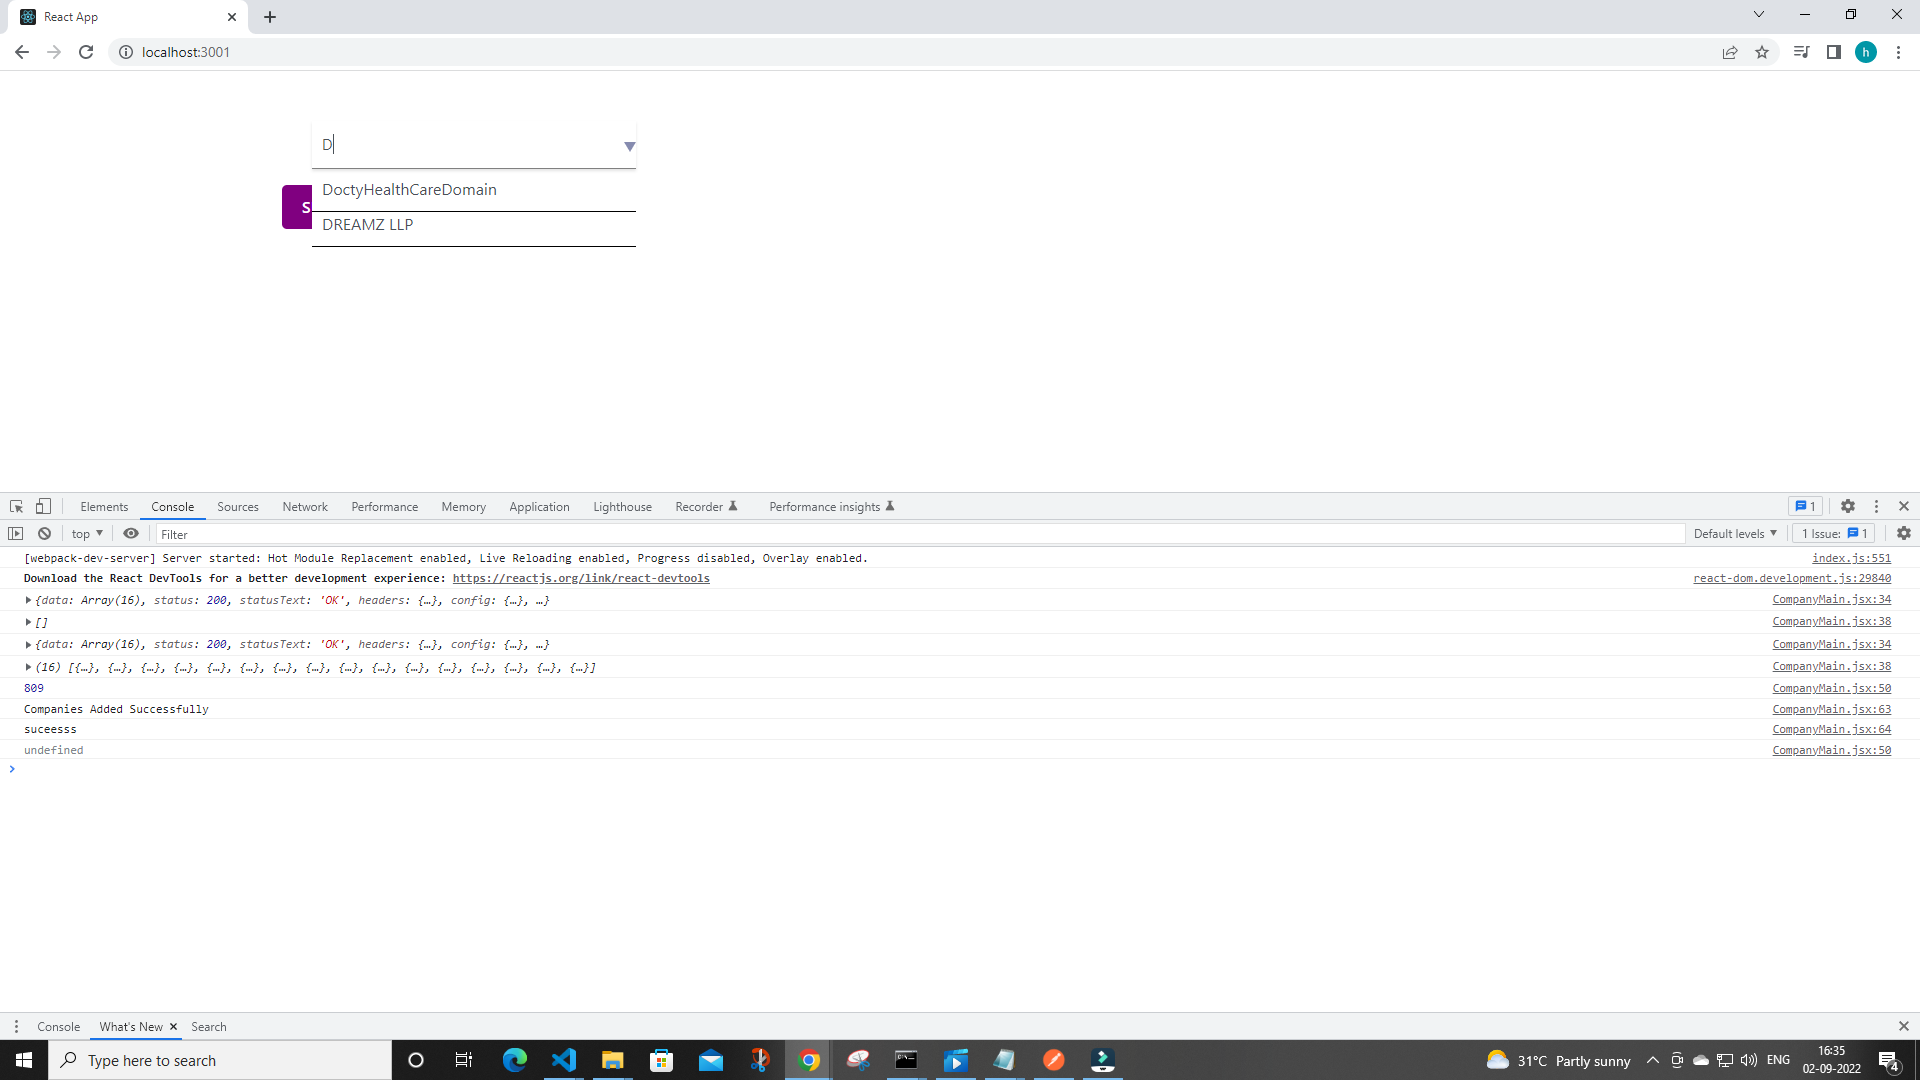 React App
localhost:3001
h
D
DoctyHealthCareDomain
S
DREAMZ LLP
Elements Console Sources Network Performance Memory Application Lighthouse Recorder Performance insights 1
top Filter Default levels 1 Issue: 1
[webpack-dev-server] Server started: Hot Module Replacement enabled, Live Reloading enabled, Progress disabled, Overlay enabled. index.js:551
Download the React DevTools for a better development experience: https://reactjs.org/link/react-devtools react-dom.development.js:29840
{data: Array(16), status: 200, statusText: 'OK', headers: {…}, config: {…}, …} CompanyMain.jsx:34
[] CompanyMain.jsx:38
{data: Array(16), status: 200, statusText: 'OK', headers: {…}, config: {…}, …} CompanyMain.jsx:34
(16) [{…}, {…}, {…}, {…}, {…}, {…}, {…}, {…}, {…}, {…}, {…}, {…}, {…}, {…}, {…}, {…}] CompanyMain.jsx:38
809 CompanyMain.jsx:50
Companies Added Successfully CompanyMain.jsx:63
suceesss CompanyMain.jsx:64
undefined CompanyMain.jsx:50
Console What's New Search
Type here to search 31°C Partly sunny ENG 16:35
02-09-2022 4